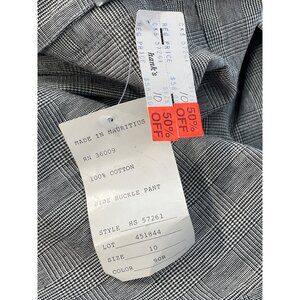 MADE IN MAURITIUS
RN 36009
100% COTTON
SIDE BUCKLE PANT
STYLE HS 57261
LOT 451844
SIZE 10
COLOR 908
hank's
50%
OFF
50%
OFF